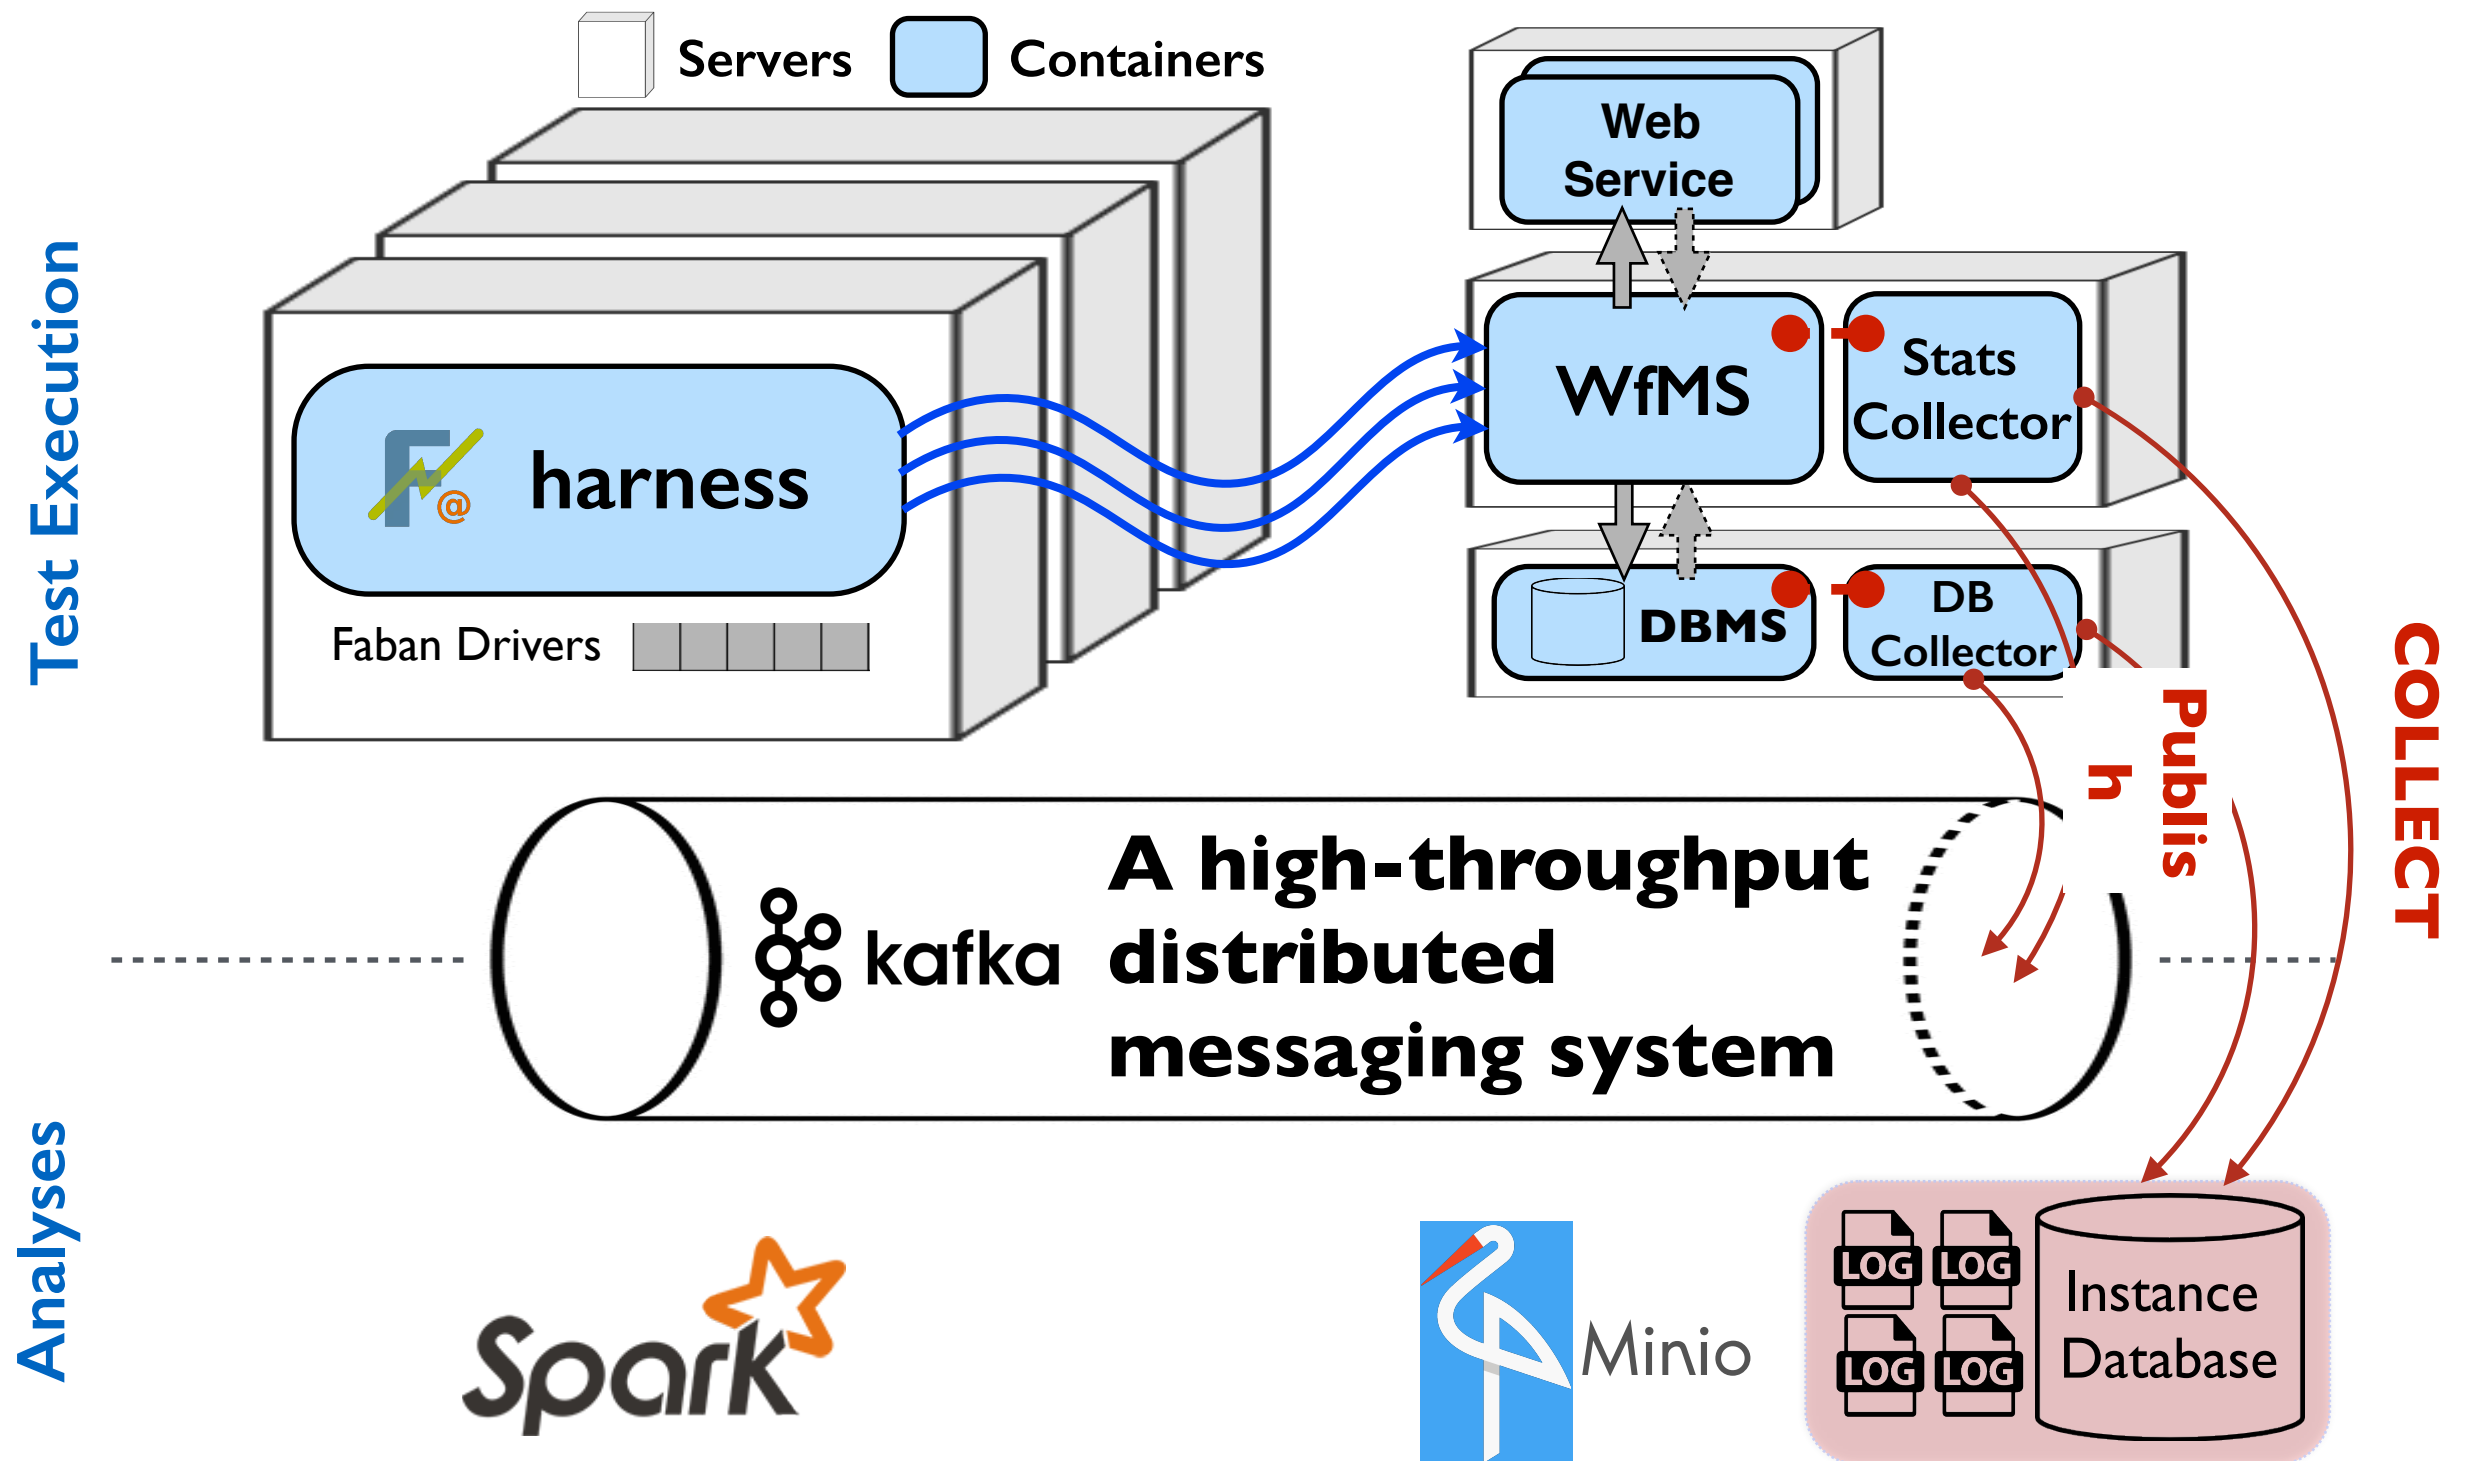 Servers
Containers
Web
Service
Test Execution
WfMS
Stats
Collector
@
harness
Faban Drivers
DBMS
DB
Collector
COLLECT
Publis
h
kafka
A high-throughput
distributed
messaging system
Analyses
Spark
Minio
LOG
LOG
LOG
LOG
Instance
Database